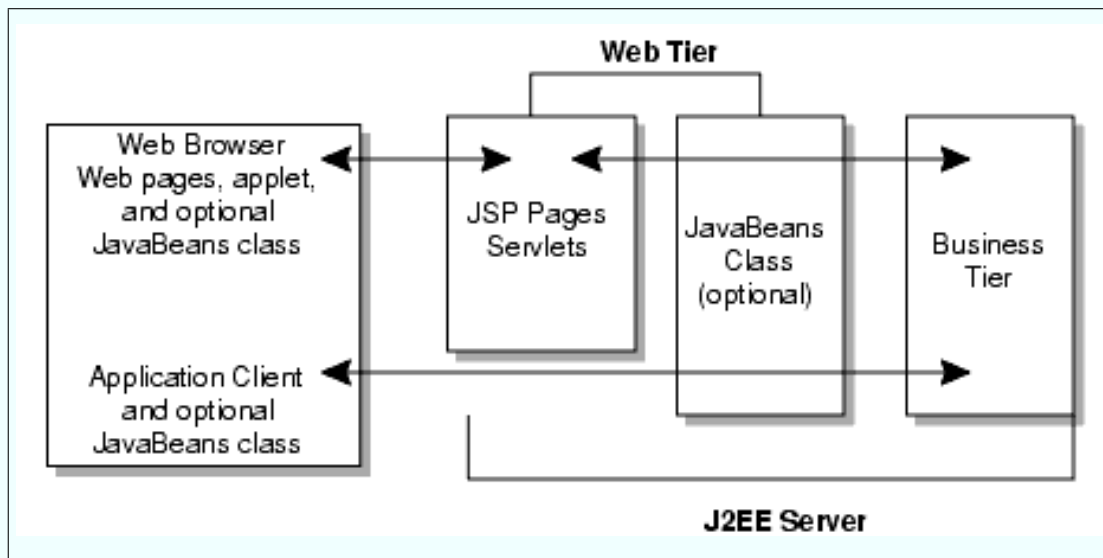 Web Tier
Web Browser
Web pages, applet,
and optional
JavaBeans class
Application Client
and optional
JavaBeans class
JSP Pages
Servlets
JavaBeans
Class
(optional)
Business
Tier
J2EE Server